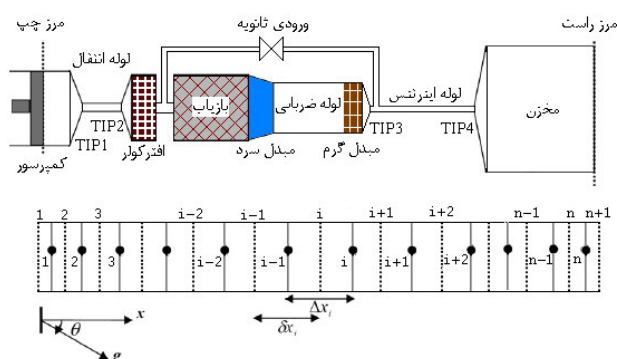 مرز چپ
ورودی ثانویه
مرز راست
لوله انتقال
TIP1
TIP2
کمپرسور
افترکولر
بازیاب
مبدل سرد
لوله ضربانی
مبدل گرم
TIP3
لوله اینرتنس
TIP4
مخزن
1 2 3 i-2 i-1 i i+1 i+2 n-1 n n+1
1 2 3 i-2 i-1 i i+1 i+2 n-1 n
Δxᵢ
δxᵢ
x
θ
g